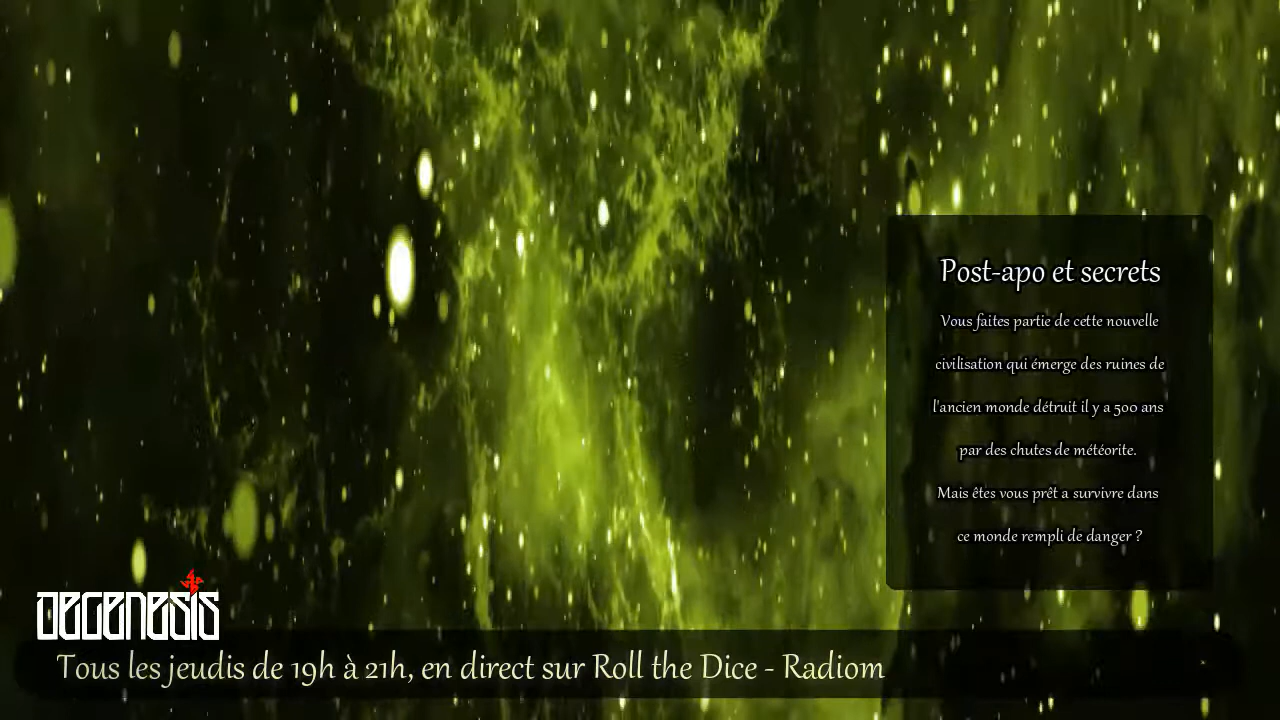 Post-apo et secrets
Vous faites partie de cette nouvelle
civilisation qui émerge des ruines de
l'ancien monde détruit il y a 500 ans
par des chutes de météorite.
Mais êtes vous prêt a survivre dans
ce monde rempli de danger ?
DEGENESIS
Tous les jeudis de 19h à 21h, en direct sur Roll the Dice - Radiom